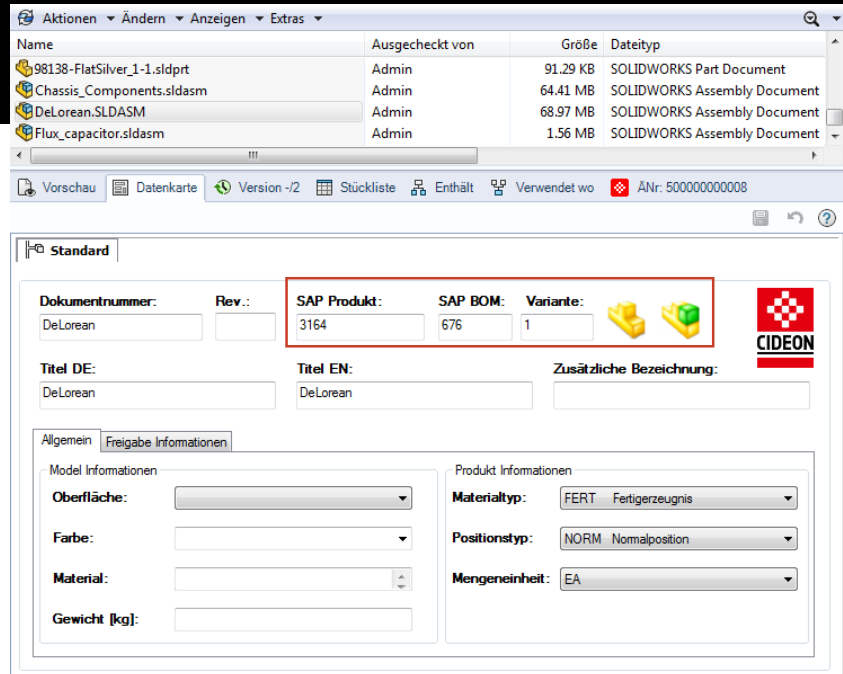 Aktionen Ändern Anzeigen Extras
Name Ausgecheckt von Größe Dateityp
98138-FlatSilver_1-1.sldprt Admin 91.29 KB SOLIDWORKS Part Document
Chassis_Components.sldasm Admin 64.41 MB SOLIDWORKS Assembly Document
DeLorean.SLDASM Admin 68.97 MB SOLIDWORKS Assembly Document
Flux_capacitor.sldasm Admin 1.56 MB SOLIDWORKS Assembly Document
Vorschau Datenkarte Version -/2 Stückliste Enthält Verwendet wo ÄNr: 500000000008
Standard
Dokumentnummer: Rev.: SAP Produkt: SAP BOM: Variante:
DeLorean 3164 676 1
CIDEON
Titel DE: Titel EN: Zusätzliche Bezeichnung:
DeLorean DeLorean
Allgemein Freigabe Informationen
Model Informationen Produkt Informationen
Oberfläche: Materialtyp: FERT Fertigerzeugnis
Farbe: Positionstyp: NORM Normalposition
Material: Mengeneinheit: EA
Gewicht [kg]: